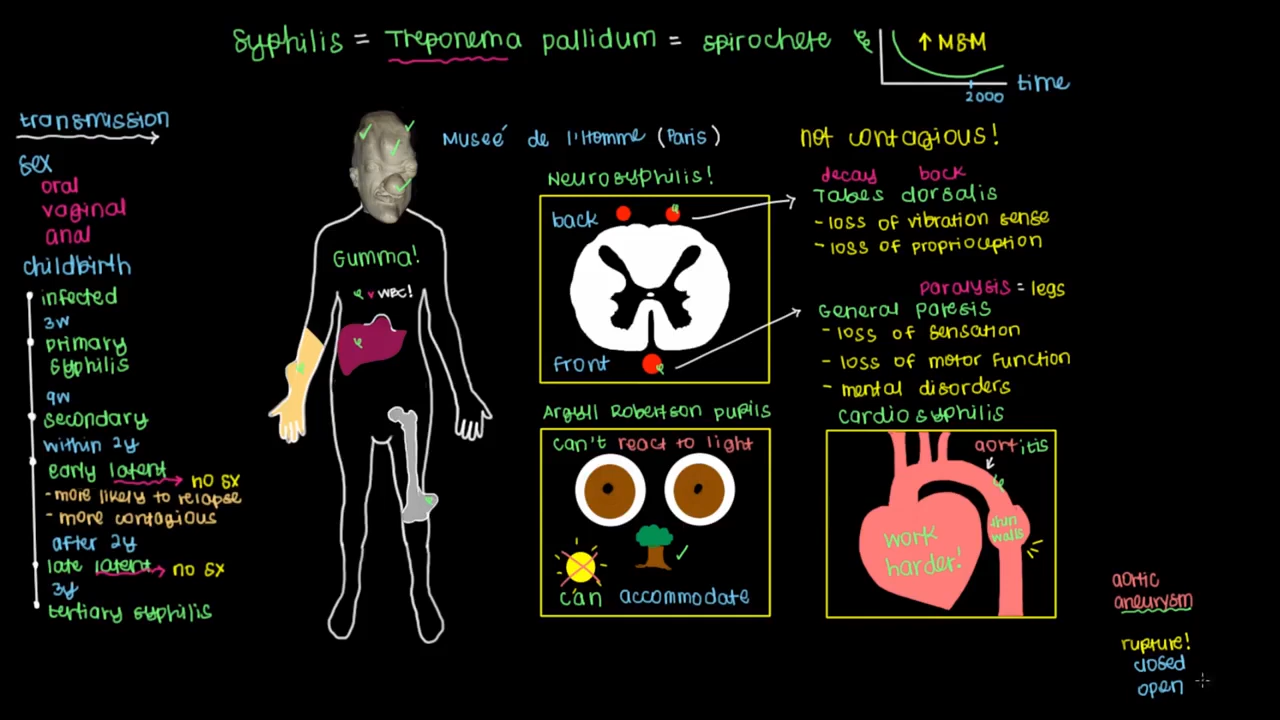 syphilis = Treponema pallidum = spirochete
↑ MSM
time
2000
transmission
sex
oral
vaginal
anal
childbirth
infected
3w
primary
syphilis
9w
secondary
within 2y
early latent → no sx
- more likely to relapse
- more contagious
after 2y
late latent → no sx
3y
tertiary syphilis
Gumma!
v WBC!
Museé de l'Homme (Paris)
Neurosyphilis!
back
front
Argyll Robertson pupils
can't react to light
can accommodate
not contagious!
decay back
Tabes dorsalis
- loss of vibration sense
- loss of proprioception
paralysis = legs
General paresis
- loss of sensation
- loss of motor function
- mental disorders
cardiosyphilis
aortitis
thin
walls
work
harder!
aortic
aneurysm
rupture!
closed
open